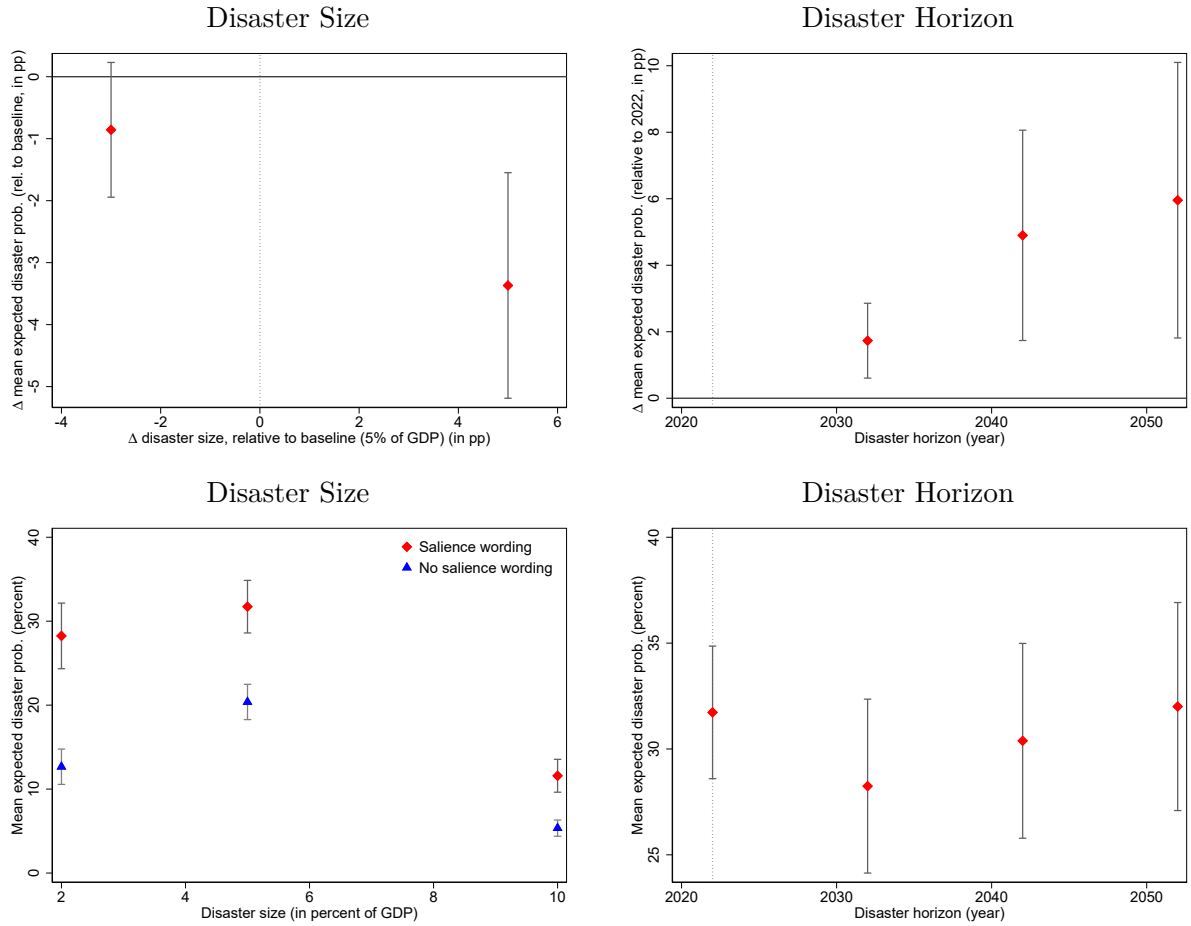 Disaster Size
Δ mean expected disaster prob. (rel. to baseline, in pp)
0
-1
-2
-3
-4
-5
-4
-2
0
2
4
6
Δ disaster size, relative to baseline (5% of GDP) (in pp)
Disaster Horizon
Δ mean expected disaster prob. (relative to 2022, in pp)
10
8
6
4
2
0
2020
2030
2040
2050
Disaster horizon (year)
Disaster Size
Mean expected disaster prob. (percent)
40
30
20
10
0
Salience wording
No salience wording
2
4
6
8
10
Disaster size (in percent of GDP)
Disaster Horizon
Mean expected disaster prob. (percent)
40
35
30
25
2020
2030
2040
2050
Disaster horizon (year)